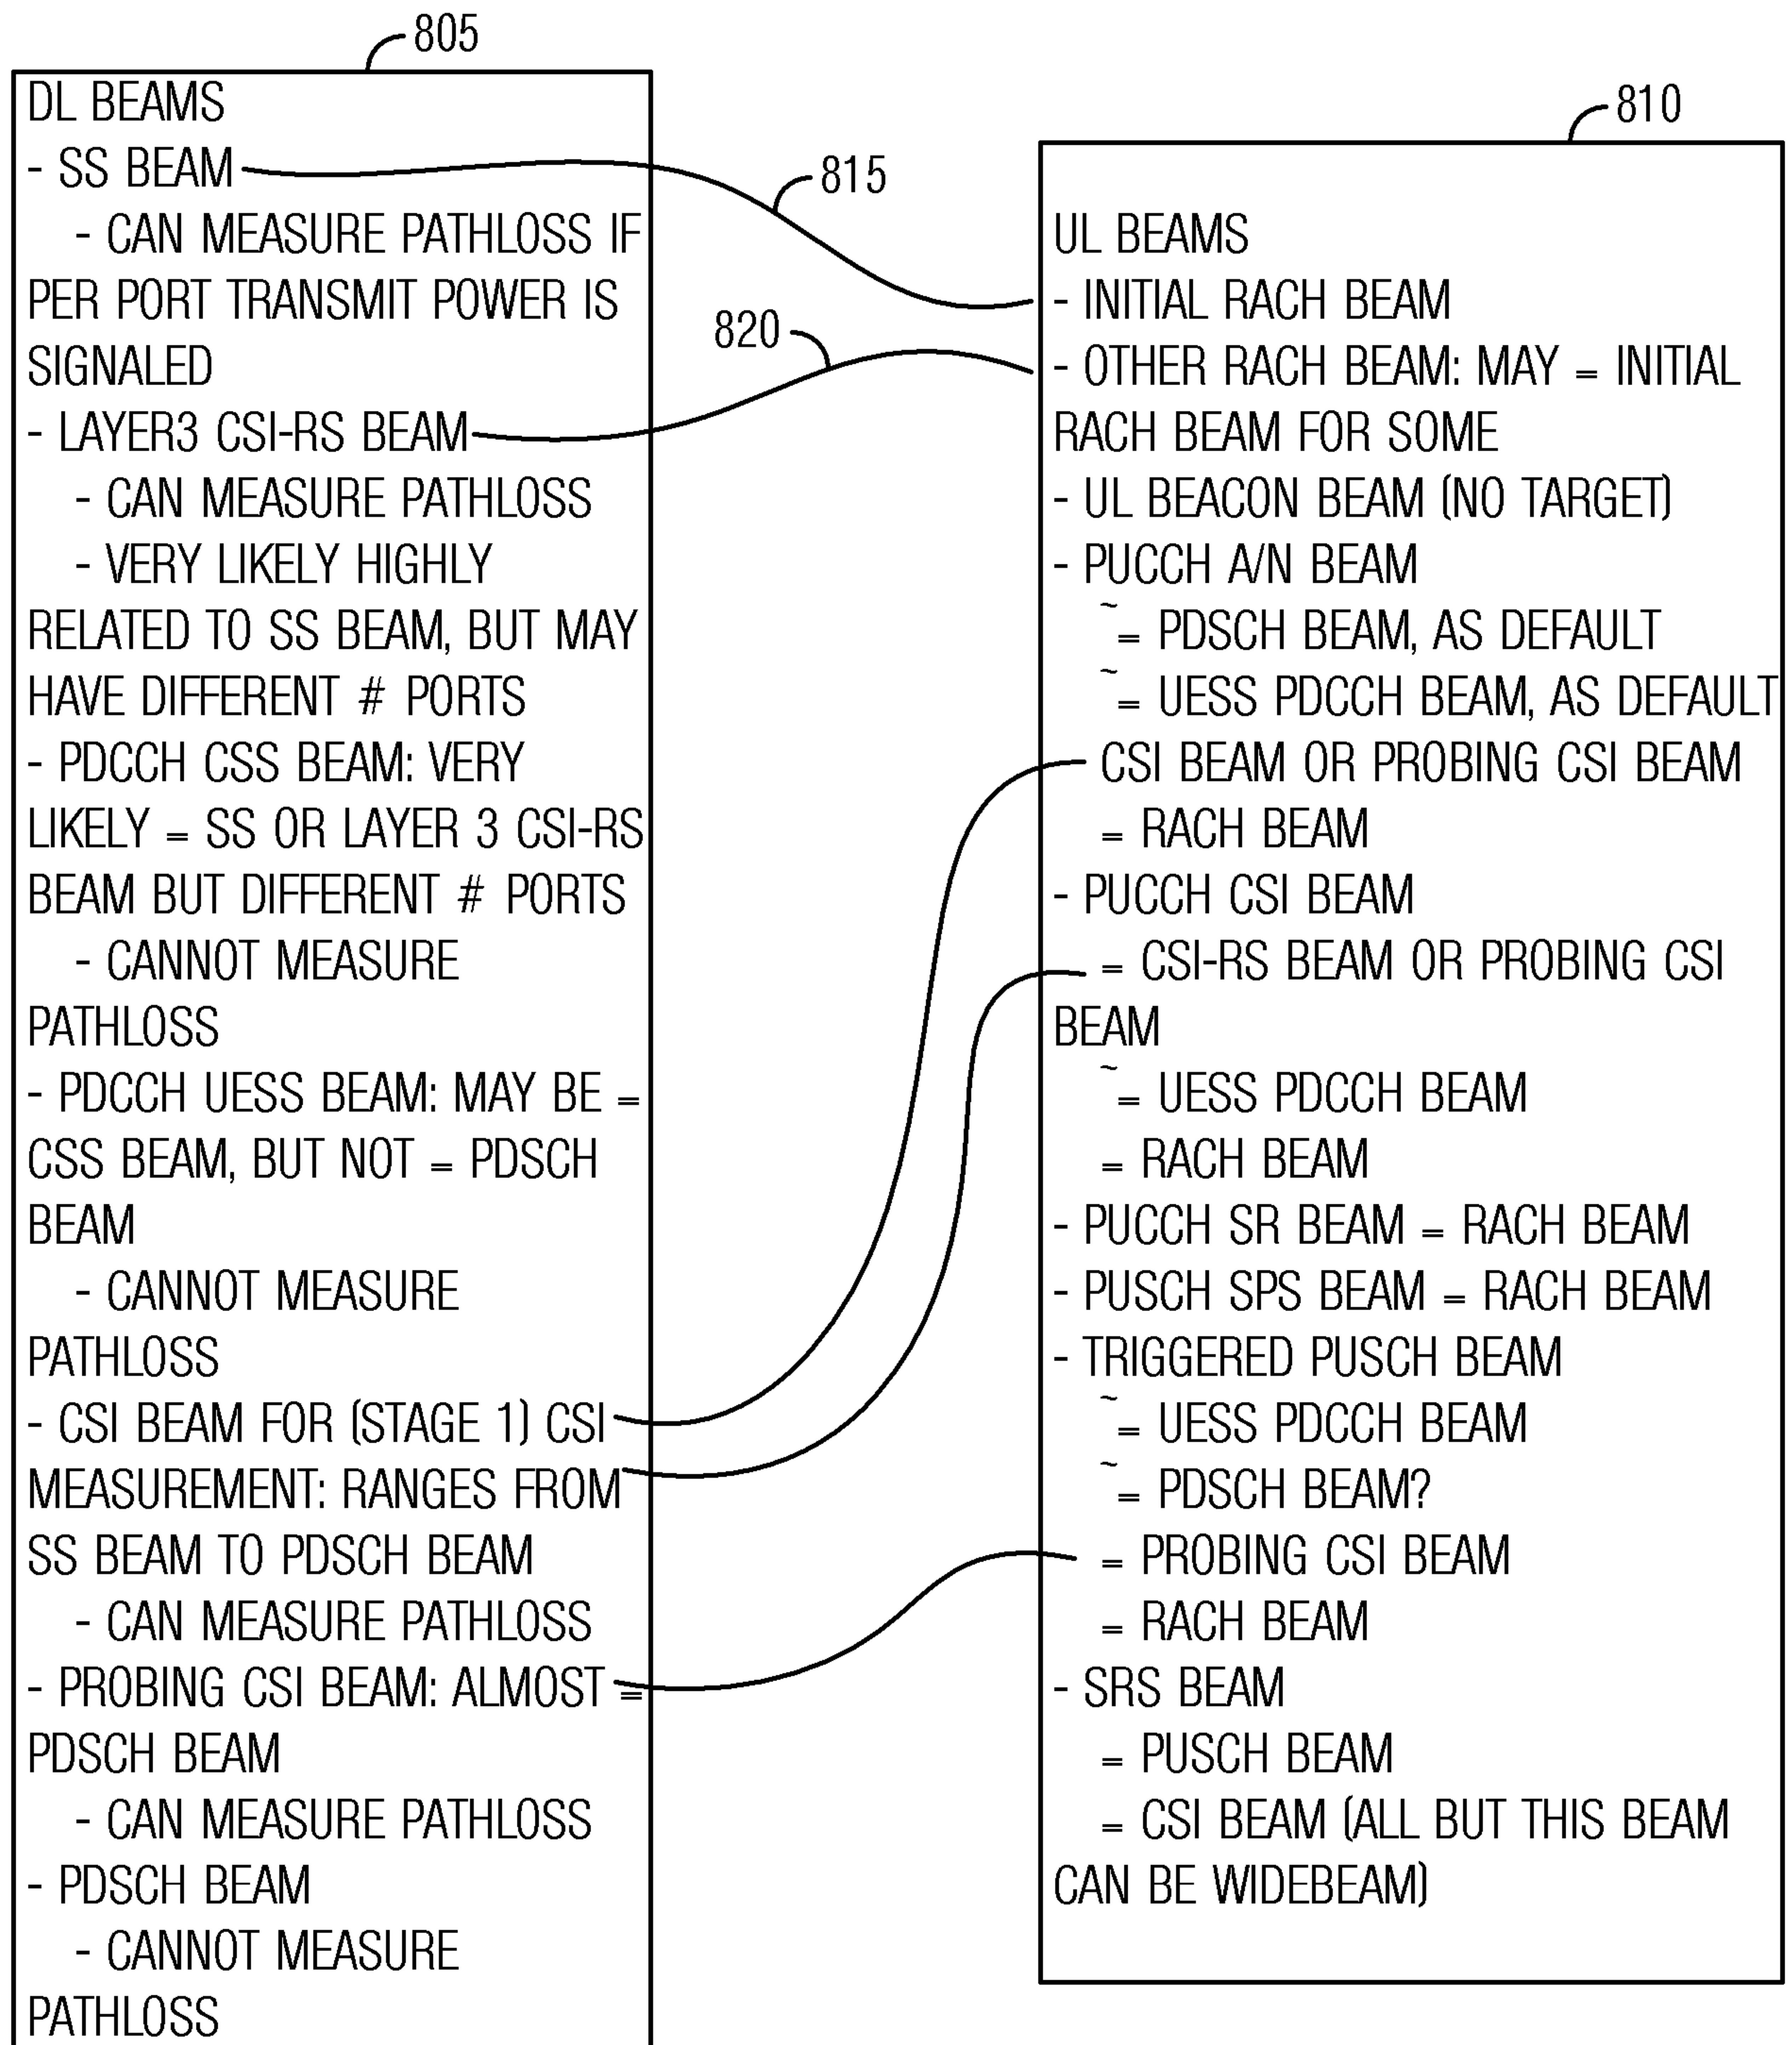 805
DL BEAMS
- SS BEAM
- CAN MEASURE PATHLOSS IF
PER PORT TRANSMIT POWER IS
SIGNALED
- LAYER3 CSI-RS BEAM
- CAN MEASURE PATHLOSS
- VERY LIKELY HIGHLY
RELATED TO SS BEAM, BUT MAY
HAVE DIFFERENT # PORTS
- PDCCH CSS BEAM: VERY
LIKELY = SS OR LAYER 3 CSI-RS
BEAM BUT DIFFERENT # PORTS
- CANNOT MEASURE
PATHLOSS
- PDCCH UESS BEAM: MAY BE =
CSS BEAM, BUT NOT = PDSCH
BEAM
- CANNOT MEASURE
PATHLOSS
- CSI BEAM FOR (STAGE 1) CSI
MEASUREMENT: RANGES FROM
SS BEAM TO PDSCH BEAM
- CAN MEASURE PATHLOSS
- PROBING CSI BEAM: ALMOST =
PDSCH BEAM
- CAN MEASURE PATHLOSS
- PDSCH BEAM
- CANNOT MEASURE
PATHLOSS
815
820
810
UL BEAMS
- INITIAL RACH BEAM
- OTHER RACH BEAM: MAY = INITIAL
RACH BEAM FOR SOME
- UL BEACON BEAM (NO TARGET)
- PUCCH A/N BEAM
~= PDSCH BEAM, AS DEFAULT
~= UESS PDCCH BEAM, AS DEFAULT
CSI BEAM OR PROBING CSI BEAM
= RACH BEAM
- PUCCH CSI BEAM
= CSI-RS BEAM OR PROBING CSI
BEAM
~= UESS PDCCH BEAM
= RACH BEAM
- PUCCH SR BEAM = RACH BEAM
- PUSCH SPS BEAM = RACH BEAM
- TRIGGERED PUSCH BEAM
~= UESS PDCCH BEAM
~= PDSCH BEAM?
= PROBING CSI BEAM
= RACH BEAM
- SRS BEAM
= PUSCH BEAM
= CSI BEAM (ALL BUT THIS BEAM
CAN BE WIDEBEAM)